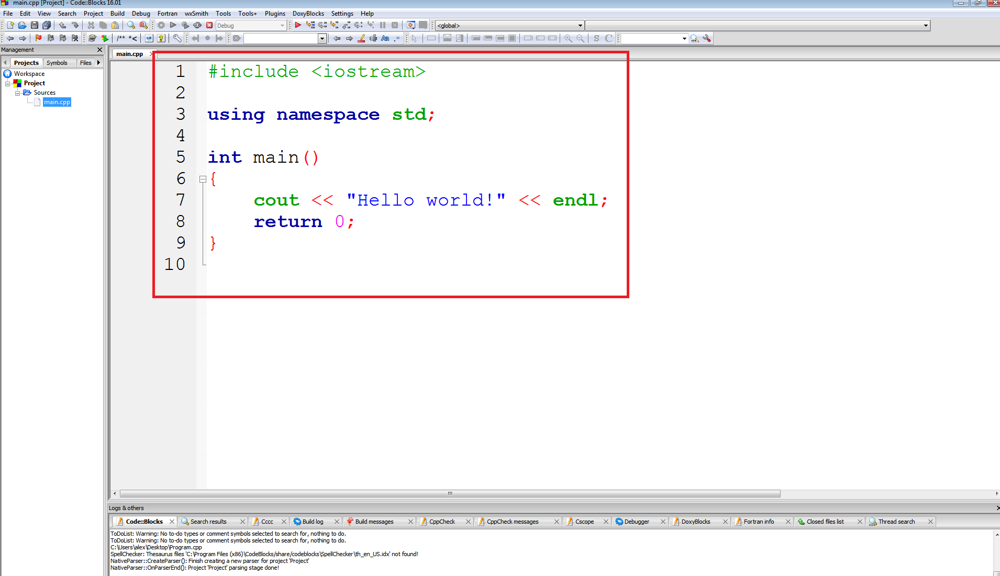 main.cpp [Project] - Code::Blocks 16.01
File Edit View Search Project Build Debug Fortran wxSmith Tools Tools+ Plugins DoxyBlocks Settings Help
Debug
<global>
/** *<
Aa .*
S C
Management
Projects Symbols Files
Workspace
Project
Sources
main.cpp
main.cpp
1 #include <iostream>
2
3 using namespace std;
4
5 int main()
6 {
7     cout << "Hello world!" << endl;
8     return 0;
9 }
10
Logs & others
Code::Blocks Search results Cccc Build log Build messages CppCheck CppCheck messages Cscope Debugger DoxyBlocks Fortran info Closed files list Thread search
ToDoList: Warning: No to-do types or comment symbols selected to search for, nothing to do.
ToDoList: Warning: No to-do types or comment symbols selected to search for, nothing to do.
C:\Users\alex\Desktop\Program.cpp
SpellChecker: Thesaurus files 'C:\Program Files (x86)\CodeBlocks/share/codeblocks\SpellChecker\th_en_US.idx' not found!
NativeParser::CreateParser(): Finish creating a new parser for project 'Project'
NativeParser::OnParserEnd(): Project 'Project' parsing stage done!